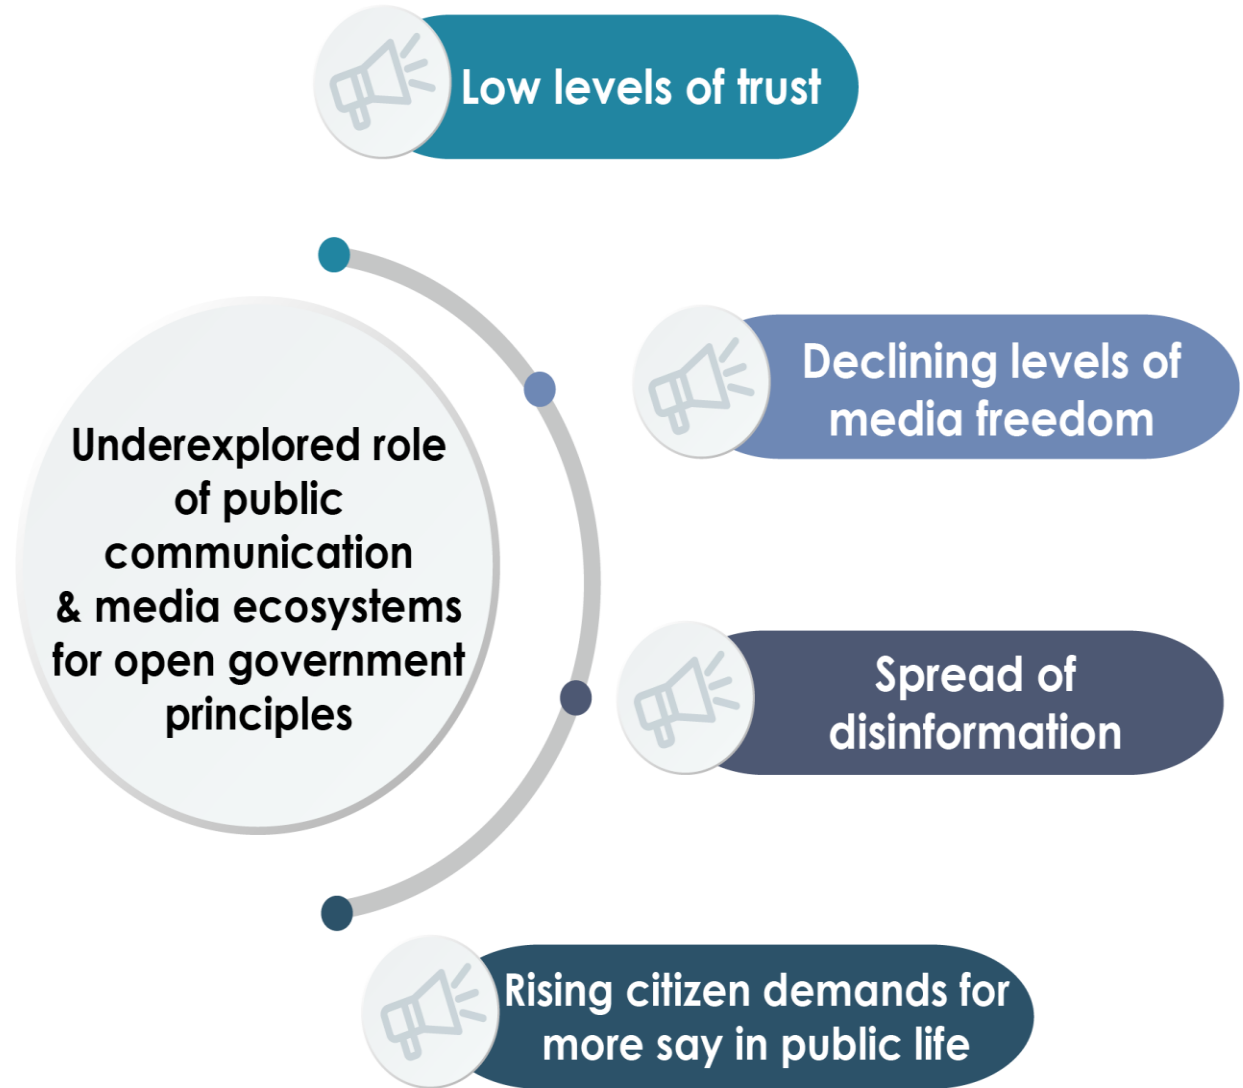 Low levels of trust
Declining levels of
media freedom
Underexplored role
of public
communication
& media ecosystems
for open government
principles
Spread of
disinformation
Rising citizen demands for
more say in public life